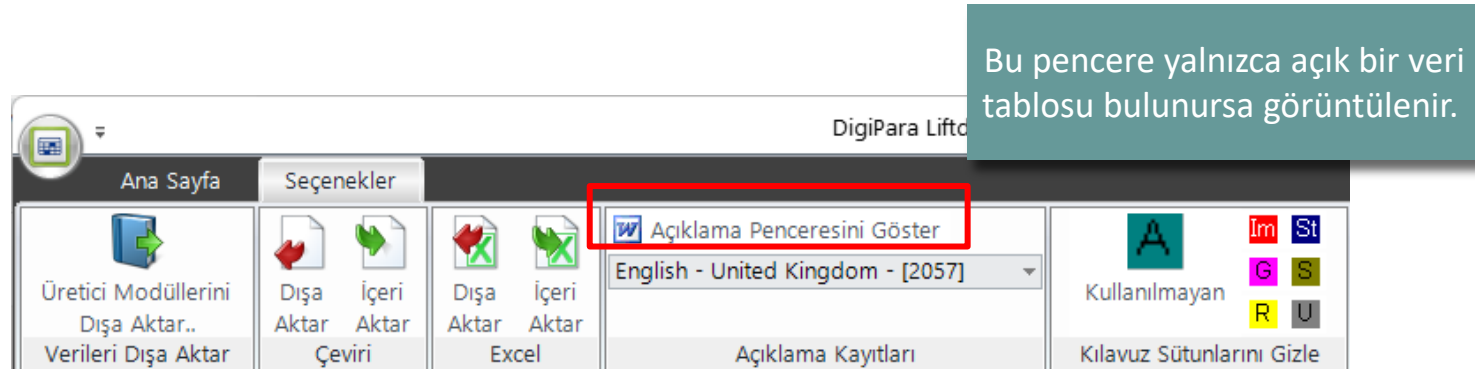 Bu pencere yalnızca açık bir veri
tablosu bulunursa görüntülenir.
DigiPara
Ana Sayfa
Seçenekler
Üretici Modüllerini
Dışa Aktar..
Verileri Dışa Aktar
Dışa
Aktar
İçeri
Aktar
Çeviri
Dışa
Aktar
İçeri
Aktar
Excel
Açıklama Penceresini Göster
English - United Kingdom - [2057]
Açıklama Kayıtları
A
Kullanılmayan
Im St
G S
R U
Kılavuz Sütunlarını Gizle